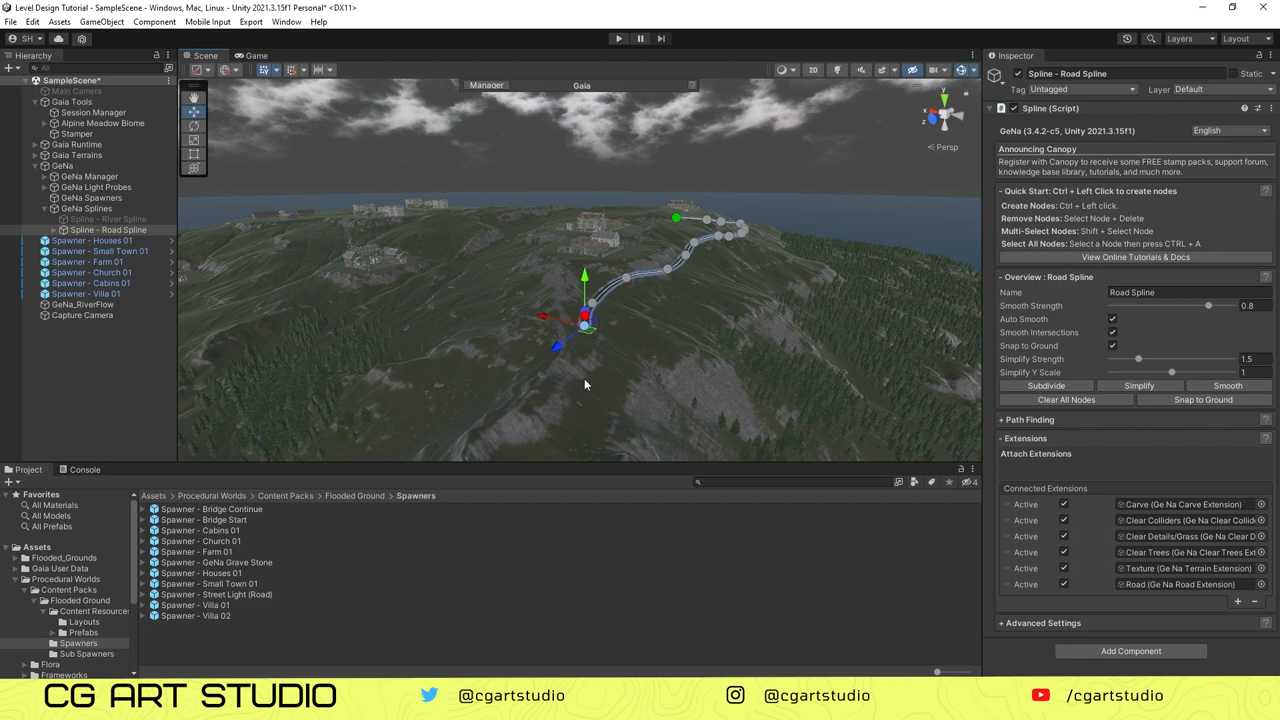 Level Design Tutorial - SampleScene - Windows, Mac, Linux - Unity 2021.3.15f1 Personal* <DX11>
File Edit Assets GameObject Component Mobile Input Export Window Help
SH Layers Layout
Hierarchy
All
SampleScene*
Main Camera
Gaia Tools
Session Manager
Alpine Meadow Biome
Stamper
Gaia Runtime
Gaia Terrains
GeNa
GeNa Manager
GeNa Light Probes
GeNa Spawners
GeNa Splines
Spline - River Spline
Spline - Road Spline
Spawner - Houses 01
Spawner - Small Town 01
Spawner - Farm 01
Spawner - Church 01
Spawner - Cabins 01
Spawner - Villa 01
GeNa_RiverFlow
Capture Camera
Scene Game
2D
Manager Gaia
y
x
z
Persp
Inspector
Spline - Road Spline Static
Tag Untagged Layer Default
Spline (Script)
GeNa (3.4.2-c5, Unity 2021.3.15f1) English
Announcing Canopy
Register with Canopy to receive some FREE stamp packs, support forum,
knowledge base library, tutorials, and much more.
- Quick Start: Ctrl + Left Click to create nodes ?
Create Nodes: Ctrl + Left click.
Remove Nodes: Select Node + Delete
Multi-Select Nodes: Shift + Select Node
Select All Nodes: Select a Node then press CTRL + A
View Online Tutorials & Docs
- Overview : Road Spline ?
Name Road Spline
Smooth Strength 0.8
Auto Smooth
Smooth Intersections
Snap to Ground
Simplify Strength 1.5
Simplify Y Scale 1
Subdivide Simplify Smooth
Clear All Nodes Snap to Ground
+ Path Finding ?
- Extensions ?
Attach Extensions
Connected Extensions
Active Carve (Ge Na Carve Extension)
Active Clear Colliders (Ge Na Clear Collide
Active Clear Details/Grass (Ge Na Clear D
Active Clear Trees (Ge Na Clear Trees Ext
Active Texture (Ge Na Terrain Extension)
Active Road (Ge Na Road Extension)
+ -
+ Advanced Settings ?
Add Component
Project Console
4
Favorites
All Materials
All Models
All Prefabs
Assets
Flooded_Grounds
Gaia User Data
Procedural Worlds
Content Packs
Flooded Ground
Content Resources
Layouts
Prefabs
Spawners
Sub Spawners
Flora
Frameworks
Assets > Procedural Worlds > Content Packs > Flooded Ground > Spawners
Spawner - Bridge Continue
Spawner - Bridge Start
Spawner - Cabins 01
Spawner - Church 01
Spawner - Farm 01
Spawner - GeNa Grave Stone
Spawner - Houses 01
Spawner - Small Town 01
Spawner - Street Light (Road)
Spawner - Villa 01
Spawner - Villa 02
CG ART STUDIO @cgartstudio @cgartstudio /cgartstudio